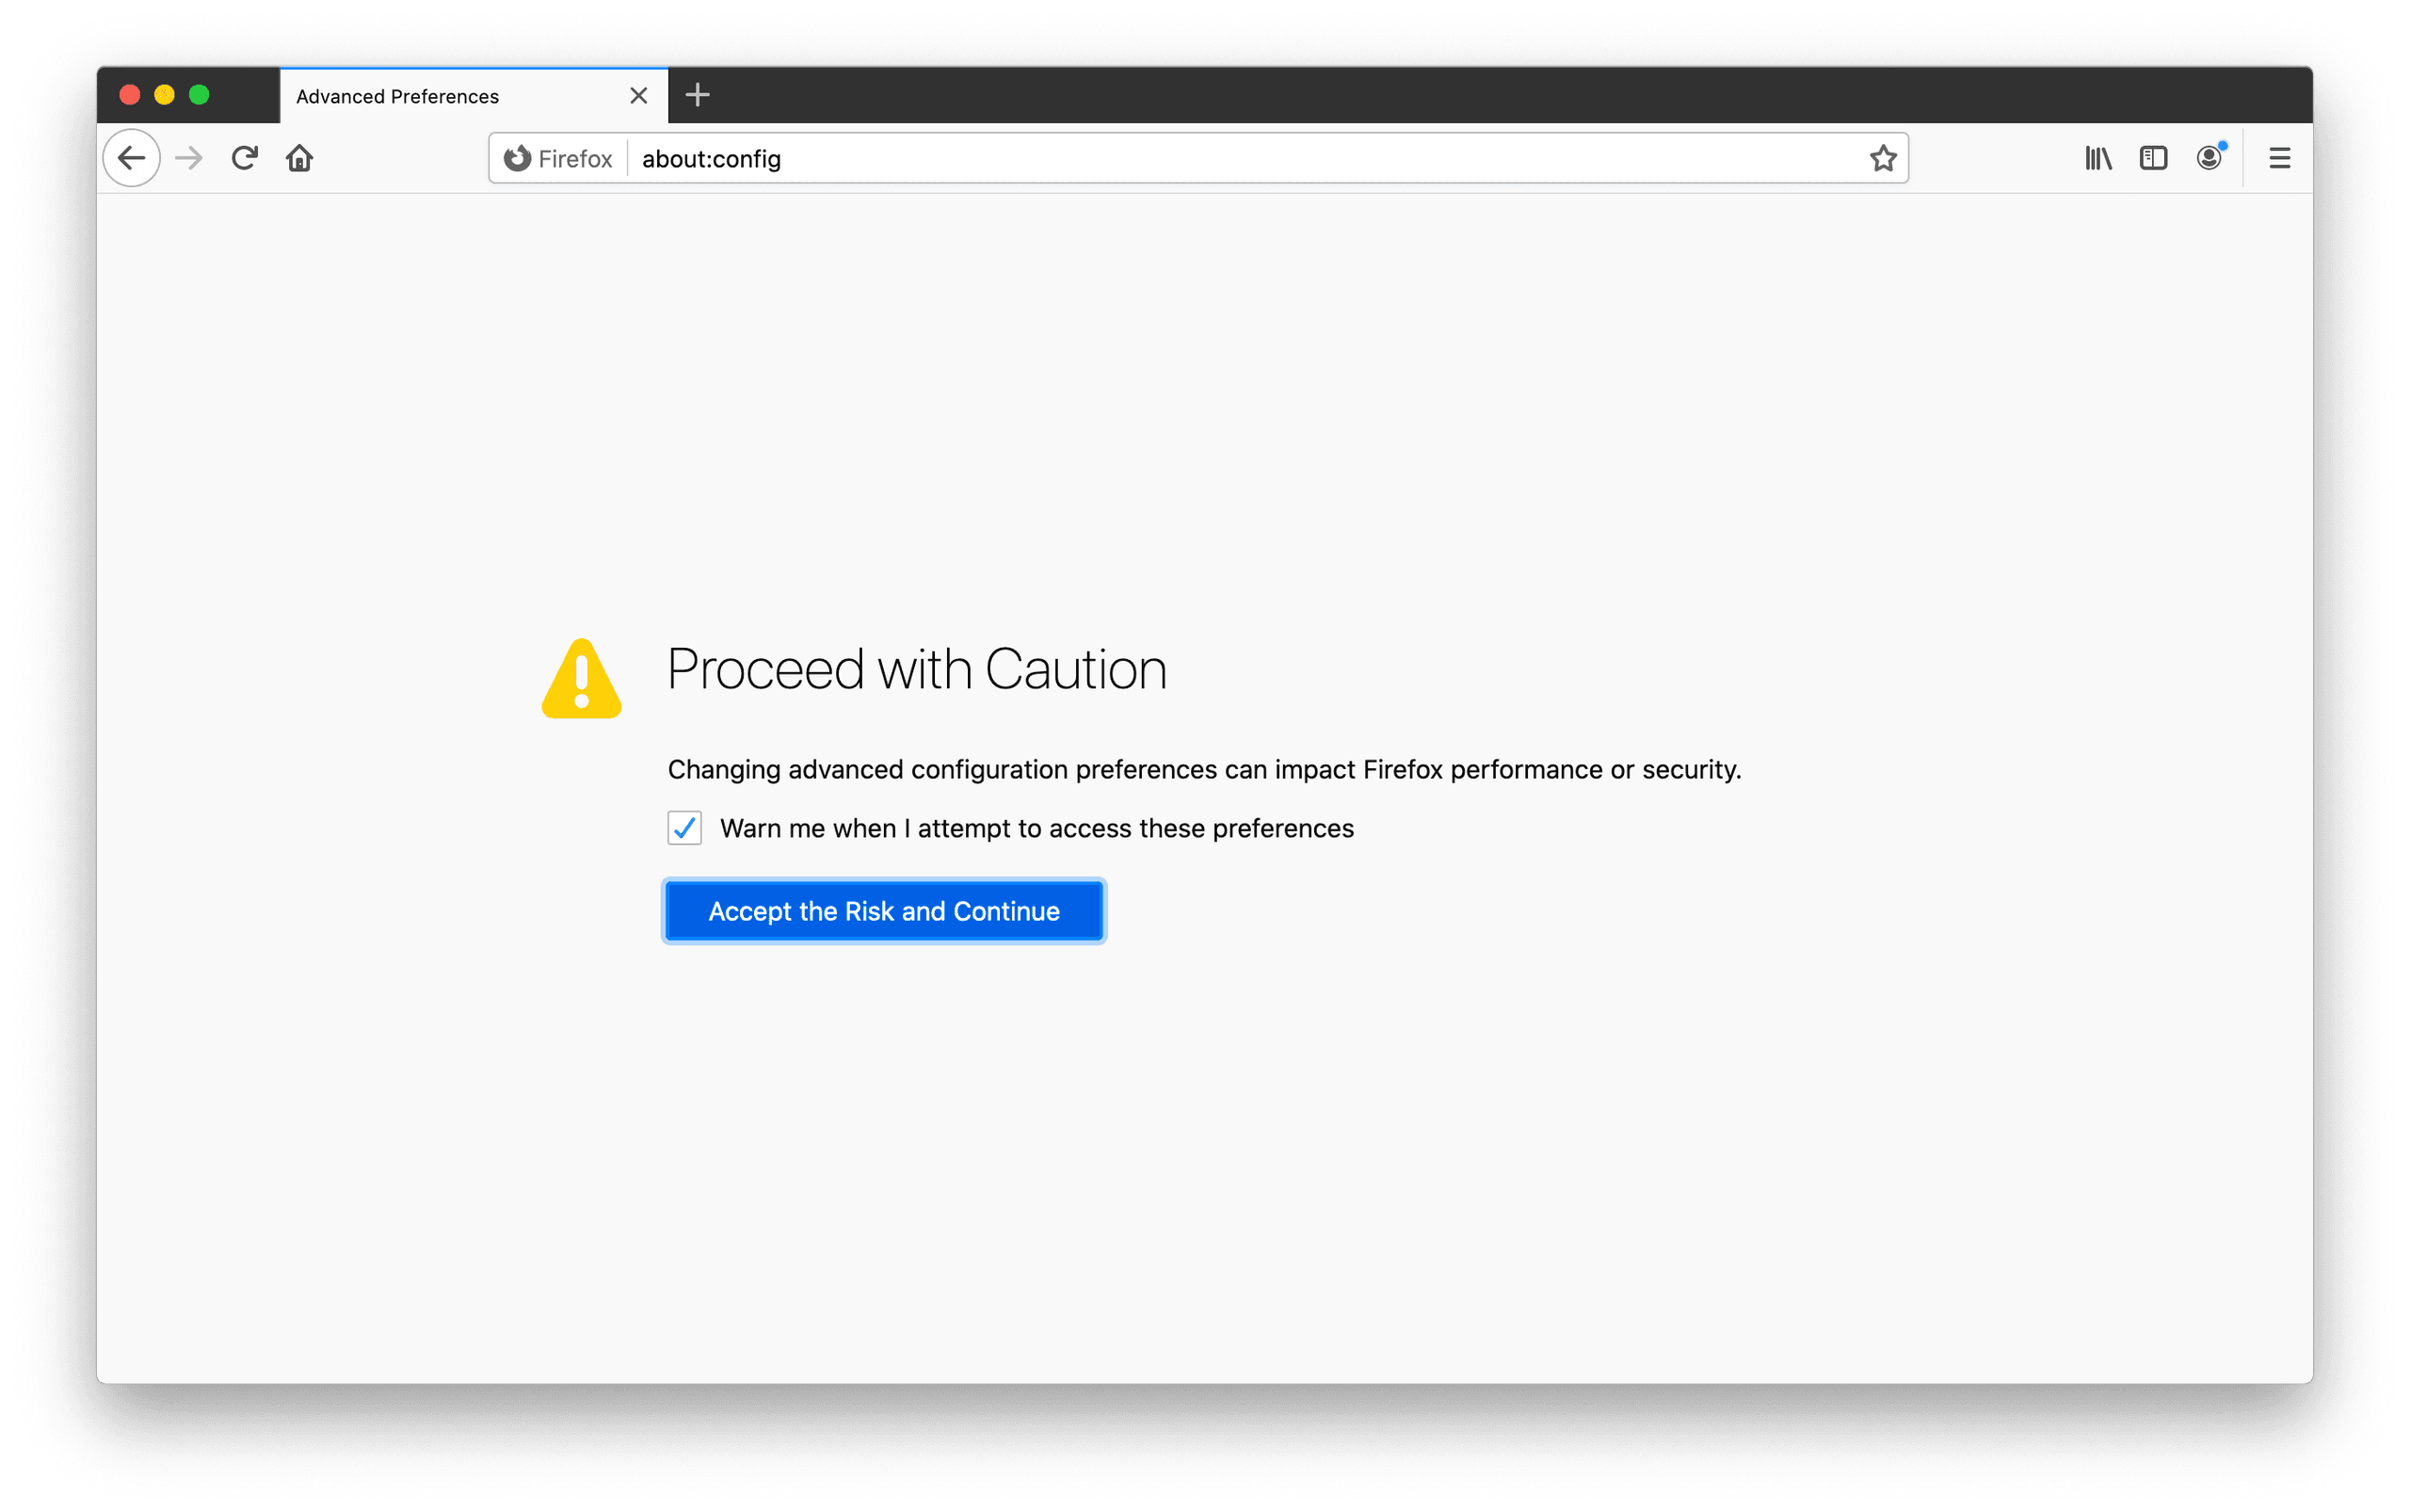 Advanced Preferences
Firefox
about:config
Proceed with Caution
Changing advanced configuration preferences can impact Firefox performance or security.
Warn me when I attempt to access these preferences
Accept the Risk and Continue